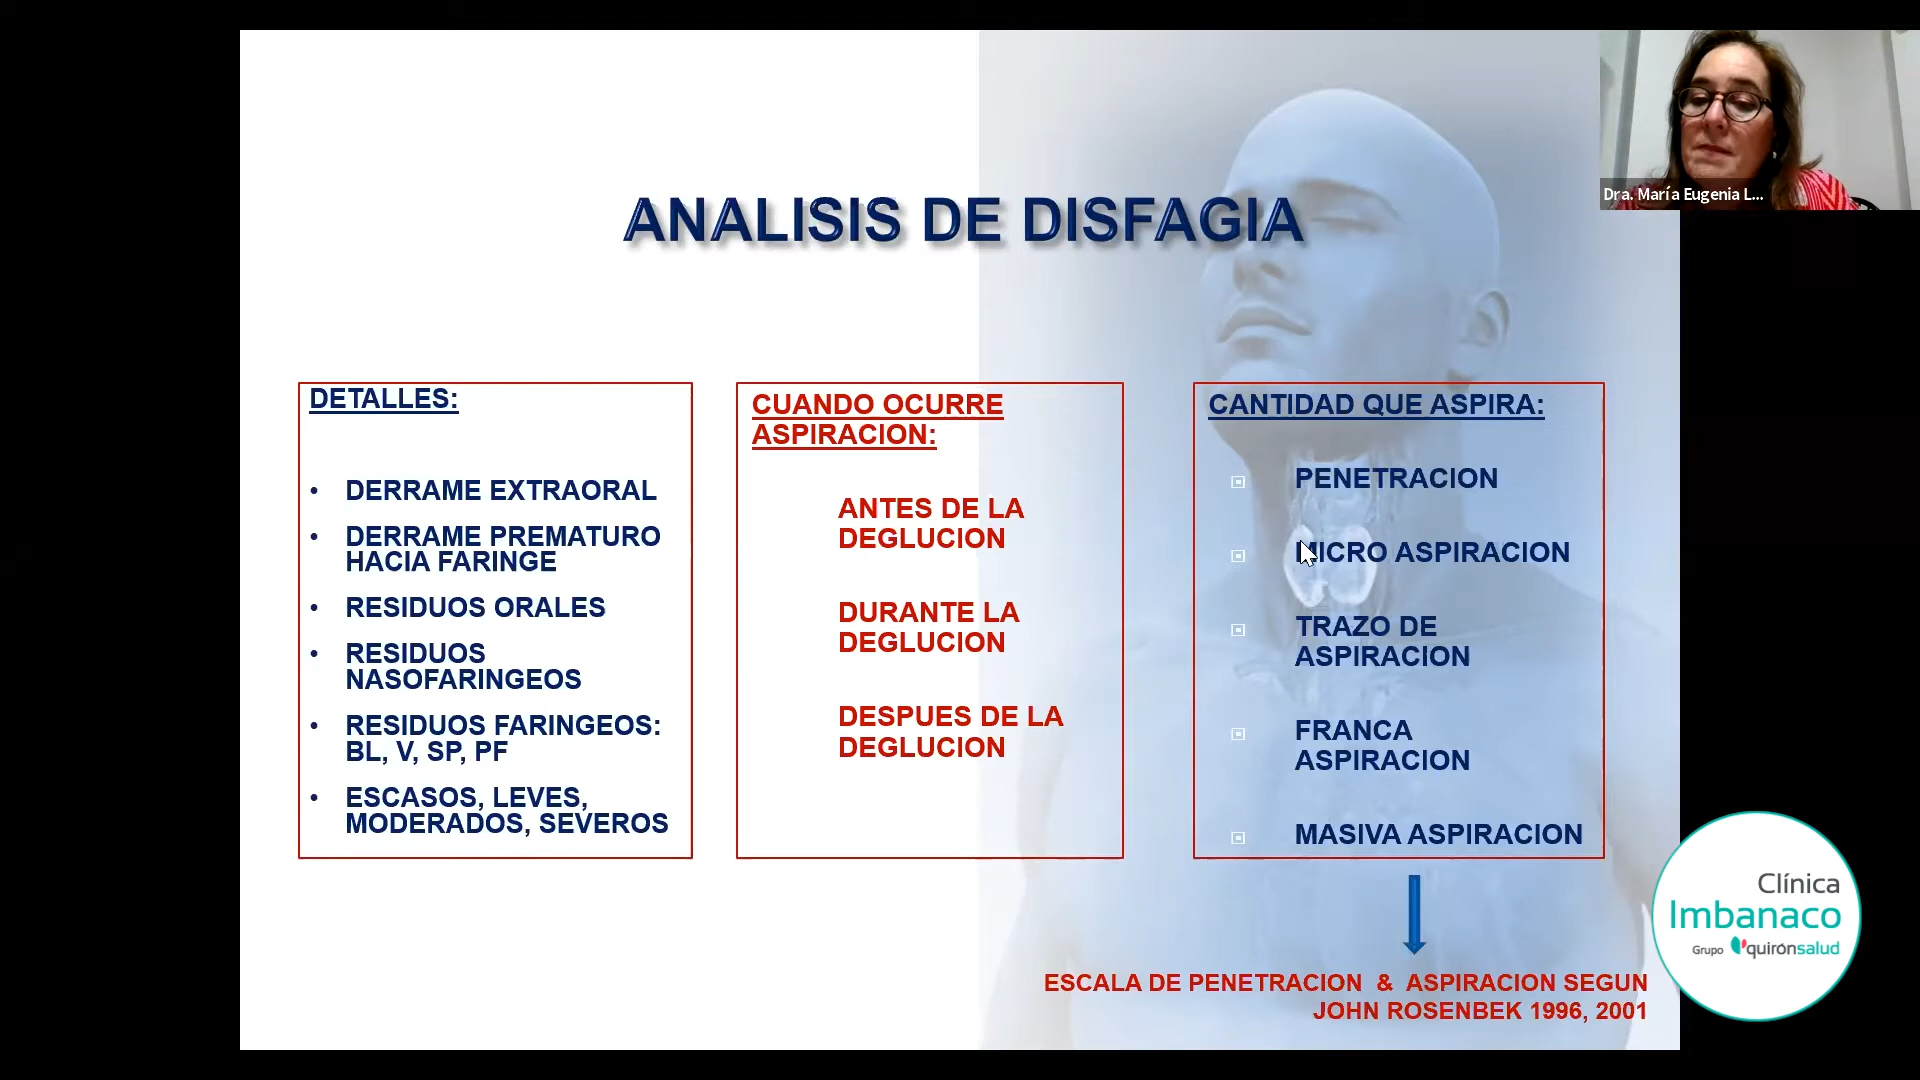 Dra. María Eugenia L...
ANALISIS DE DISFAGIA
DETALLES:
• DERRAME EXTRAORAL
• DERRAME PREMATURO
HACIA FARINGE
• RESIDUOS ORALES
• RESIDUOS
NASOFARINGEOS
• RESIDUOS FARINGEOS:
BL, V, SP, PF
• ESCASOS, LEVES,
MODERADOS, SEVEROS
CUANDO OCURRE
ASPIRACION:
ANTES DE LA
DEGLUCION
DURANTE LA
DEGLUCION
DESPUES DE LA
DEGLUCION
CANTIDAD QUE ASPIRA:
PENETRACION
MICRO ASPIRACION
TRAZO DE
ASPIRACION
FRANCA
ASPIRACION
MASIVA ASPIRACION
ESCALA DE PENETRACION & ASPIRACION SEGUN
JOHN ROSENBEK 1996, 2001
Clínica
Imbanaco
Grupo quirónsalud